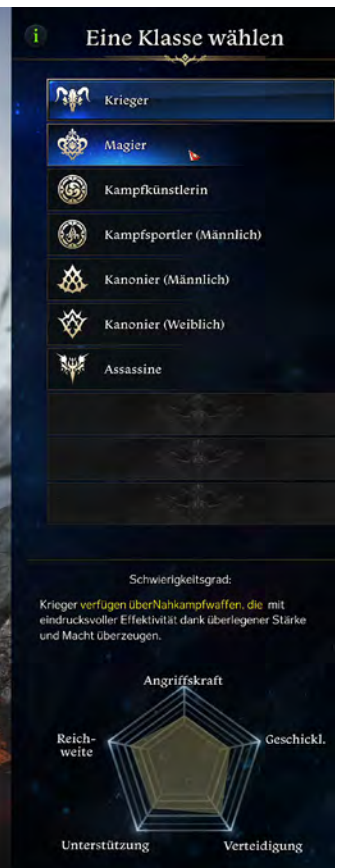 i
Eine Klasse wählen
Krieger
Magier
Kampfkünstlerin
Kampfsportler (Männlich)
Kanonier (Männlich)
Kanonier (Weiblich)
Assassine
Schwierigkeitsgrad:
Krieger verfügen überNahkampfwaffen, die mit
eindrucksvoller Effektivität dank überlegener Stärke
und Macht überzeugen.
Angriffskraft
Reich-
weite
Geschickl.
Unterstützung
Verteidigung